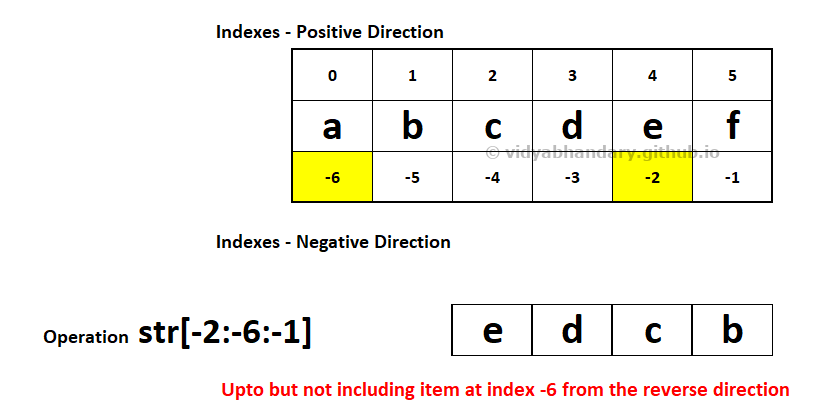 Indexes - Positive Direction
0 1 2 3 4 5
a b c d e f
© vidyabhandary.github.io
-6 -5 -4 -3 -2 -1
Indexes - Negative Direction
Operation str[-2:-6:-1] e d c b
Upto but not including item at index -6 from the reverse direction